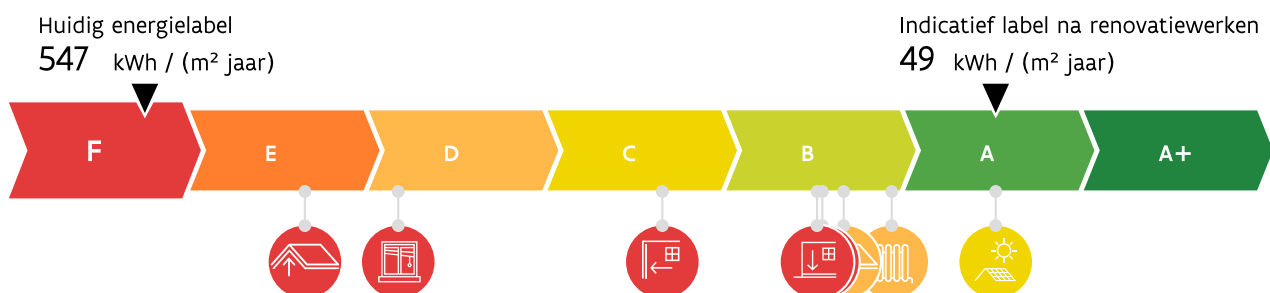 Huidig energielabel
547 kWh / (m² jaar)
Indicatief label na renovatiewerken
49 kWh / (m² jaar)
F E D C B A A+